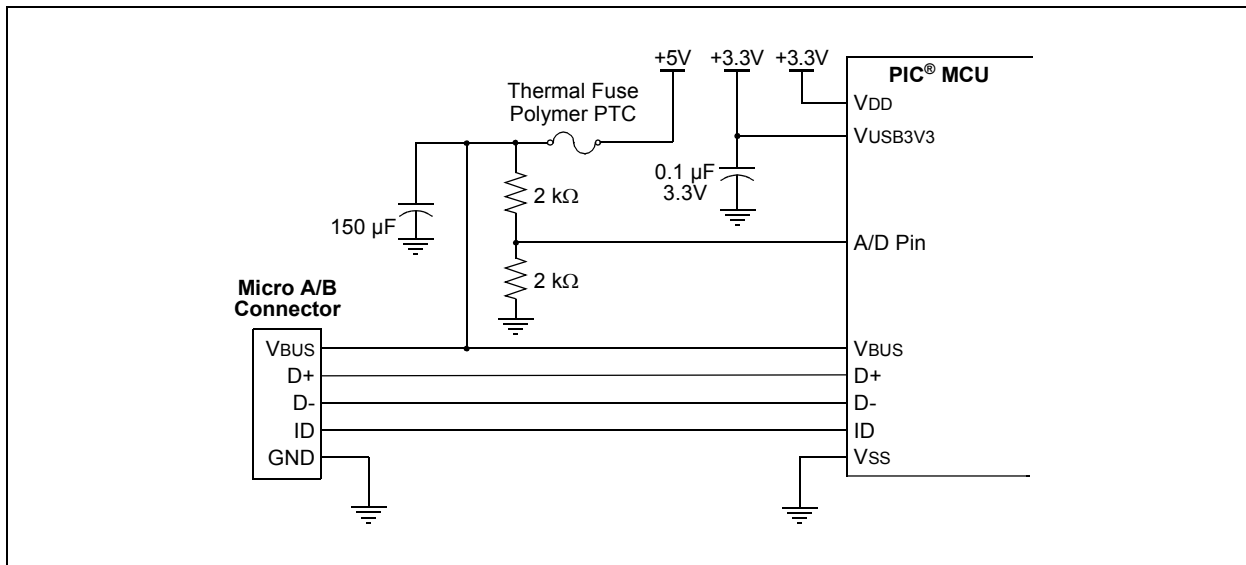 +5V
+3.3V
+3.3V
PIC® MCU
Thermal Fuse
Polymer PTC
VDD
VUSB3V3
0.1 µF
3.3V
2 kΩ
150 µF
A/D Pin
2 kΩ
Micro A/B
Connector
VBUS
VBUS
D+
D+
D-
D-
ID
ID
GND
VSS